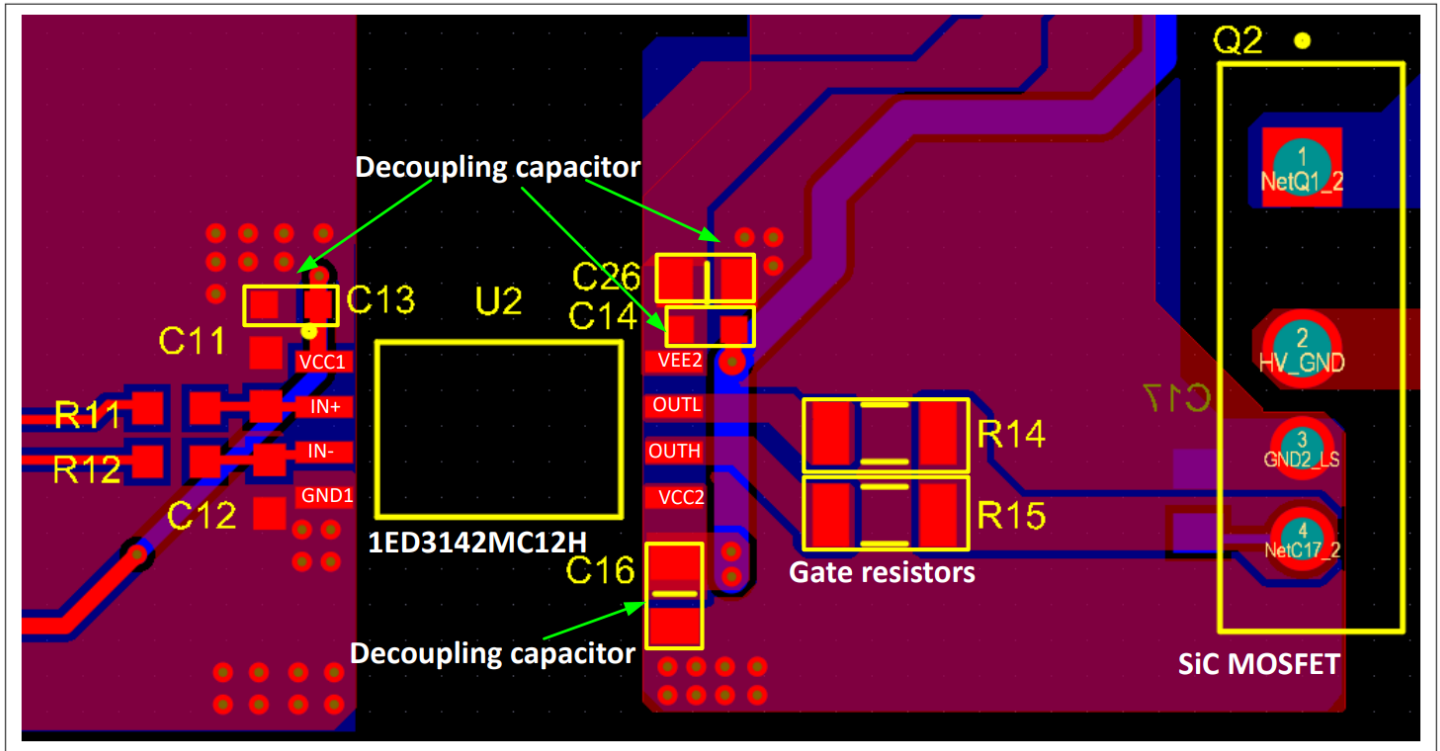 Q2
Decoupling capacitor
1
NetQ1_2
C26
C13
U2
C14
C11
VCC1
VEE2
2
HV_GND
C17
R11
IN+
OUTL
R14
3
GND2_LS
R12
IN-
OUTH
GND1
VCC2
C12
R15
4
NetC17_2
1ED3142MC12H
C16
Gate resistors
Decoupling capacitor
SiC MOSFET